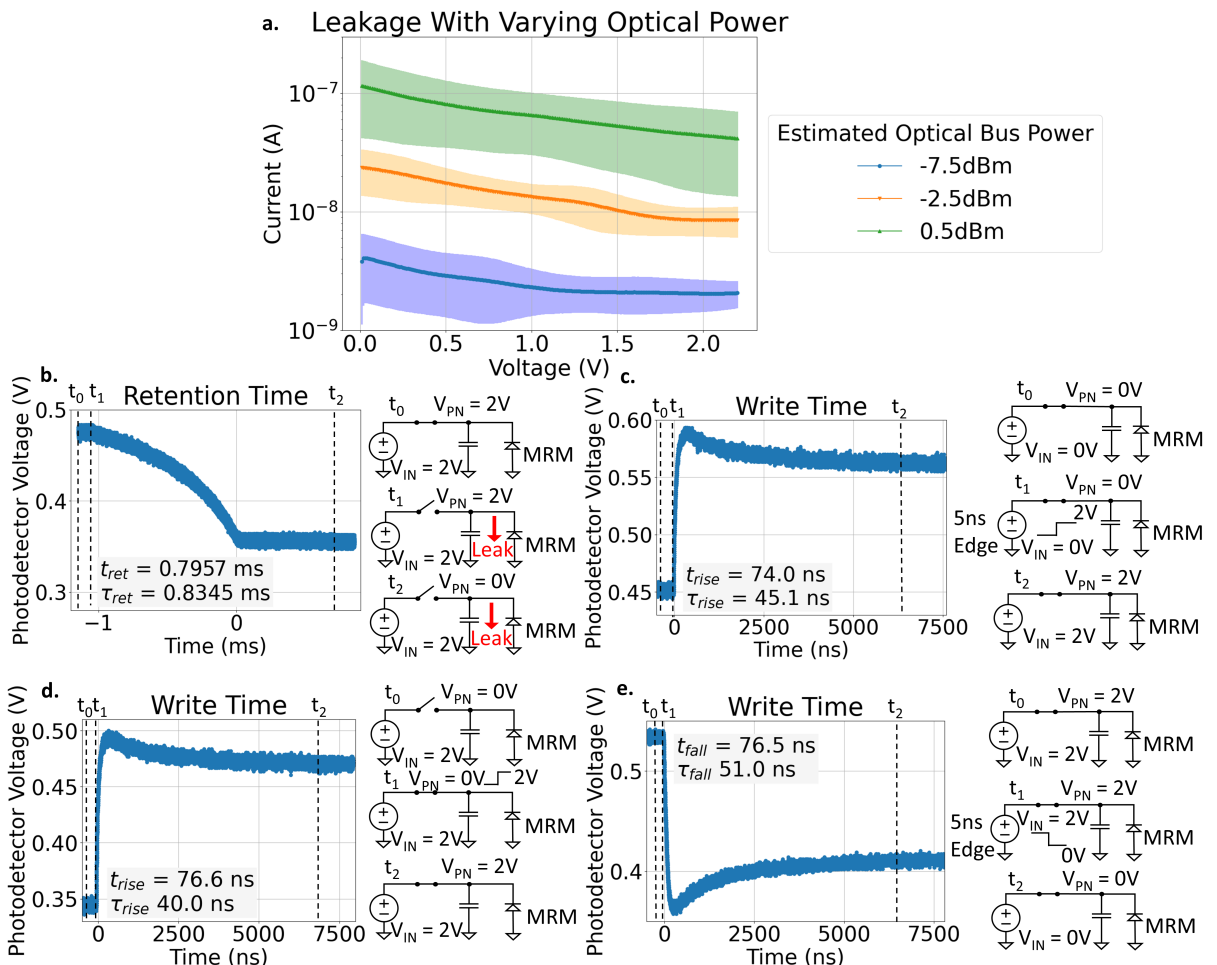 a. Leakage With Varying Optical Power
10⁻⁷
10⁻⁸
10⁻⁹
Current (A)
0.0 0.5 1.0 1.5 2.0
Voltage (V)
Estimated Optical Bus Power
-7.5dBm
-2.5dBm
0.5dBm
b.
t₀ t₁ Retention Time t₂
Photodetector Voltage (V)
0.5
0.4
0.3
t_ret = 0.7957 ms
τ_ret = 0.8345 ms
−1 0
Time (ms)
t₀ V_PN = 2V
V_IN = 2V
MRM
t₁ V_PN = 2V
Leak
V_IN = 2V
MRM
t₂ V_PN = 0V
Leak
V_IN = 2V
MRM
c.
t₀ t₁ Write Time t₂
Photodetector Voltage (V)
0.60
0.55
0.50
0.45
t_rise = 74.0 ns
τ_rise = 45.1 ns
0 2500 5000 7500
Time (ns)
t₀ V_PN = 0V
V_IN = 0V
MRM
t₁ V_PN = 0V
5ns
Edge
2V
V_IN = 0V
MRM
t₂ V_PN = 2V
V_IN = 2V
MRM
d.
t₀ t₁ Write Time t₂
Photodetector Voltage (V)
0.50
0.45
0.40
0.35
t_rise = 76.6 ns
τ_rise 40.0 ns
0 2500 5000 7500
Time (ns)
t₀ V_PN = 0V
V_IN = 2V
MRM
t₁ V_PN = 0V 2V
V_IN = 2V
MRM
t₂ V_PN = 2V
V_IN = 2V
MRM
e.
t₀ t₁ Write Time t₂
Photodetector Voltage (V)
0.5
0.4
t_fall = 76.5 ns
τ_fall 51.0 ns
0 2500 5000 7500
Time (ns)
t₀ V_PN = 2V
V_IN = 2V
MRM
t₁ V_PN = 2V
5ns
Edge
V_IN = 2V
0V
MRM
t₂ V_PN = 0V
V_IN = 0V
MRM